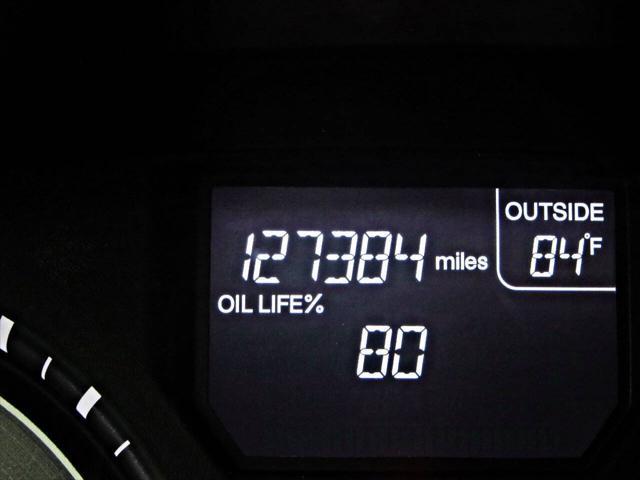 OUTSIDE
127384 miles 84°F
OIL LIFE%
80